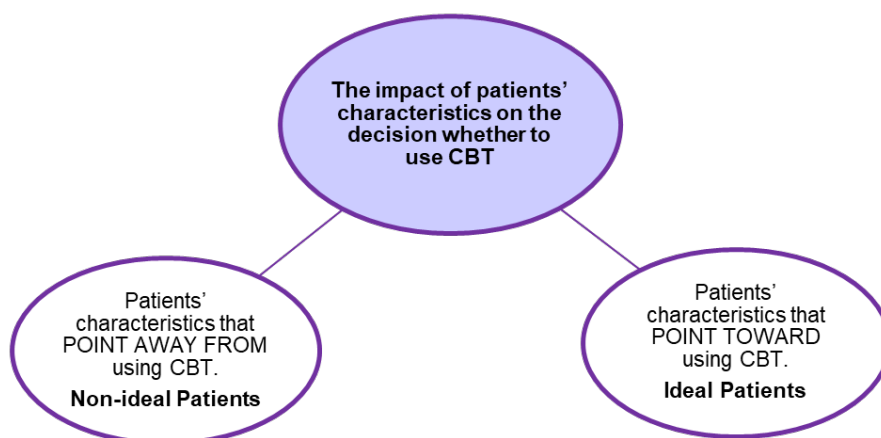 The impact of patients’
characteristics on the
decision whether to
use CBT
Patients’
characteristics that
POINT AWAY FROM
using CBT.
Non-ideal Patients
Patients’
characteristics that
POINT TOWARD
using CBT.
Ideal Patients